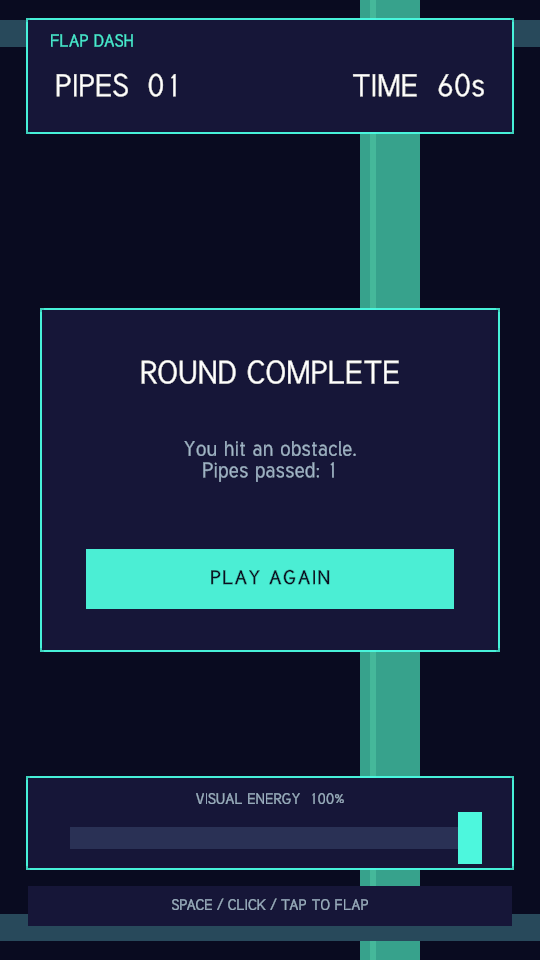 FLAP DASH
PIPES 01
TIME 60s
ROUND COMPLETE
You hit an obstacle.
Pipes passed: 1
PLAY AGAIN
VISUAL ENERGY 100%
SPACE / CLICK / TAP TO FLAP